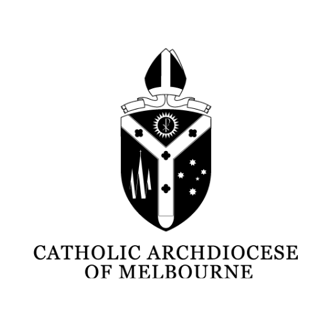 CATHOLIC ARCHDIOCESE
OF MELBOURNE